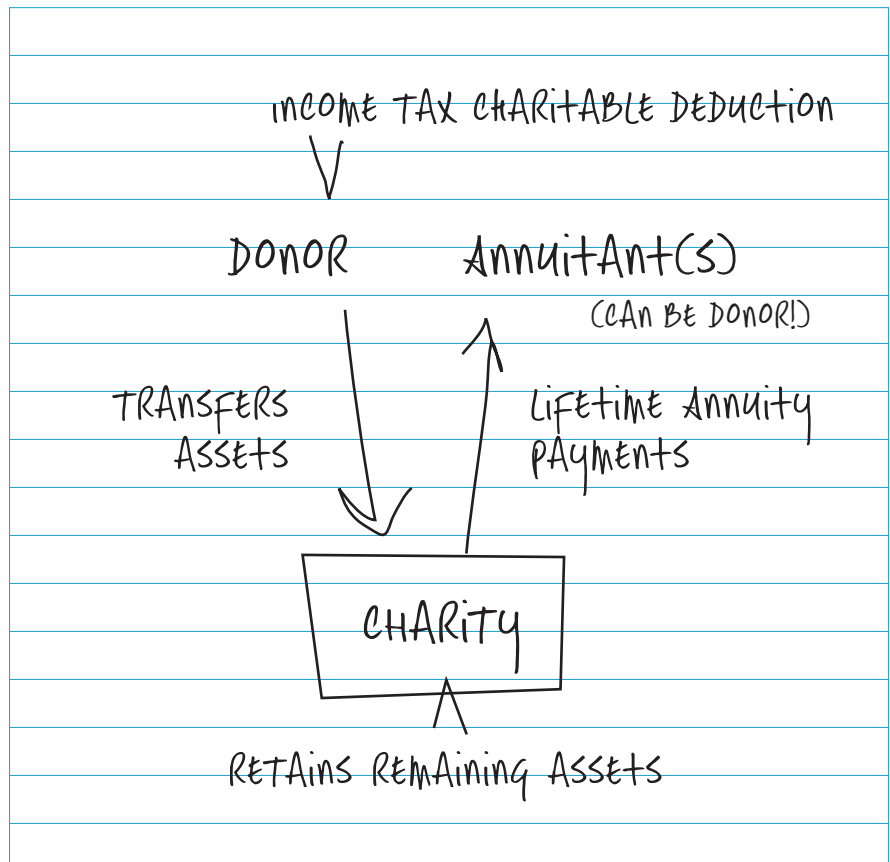 INCOME TAX CHARITABLE DEDUCTION
DONOR
ANNUITANT(S)
(CAN BE DONOR!)
TRANSFERS
ASSETS
LIFETIME ANNUITY
PAYMENTS
CHARITY
RETAINS REMAINING ASSETS